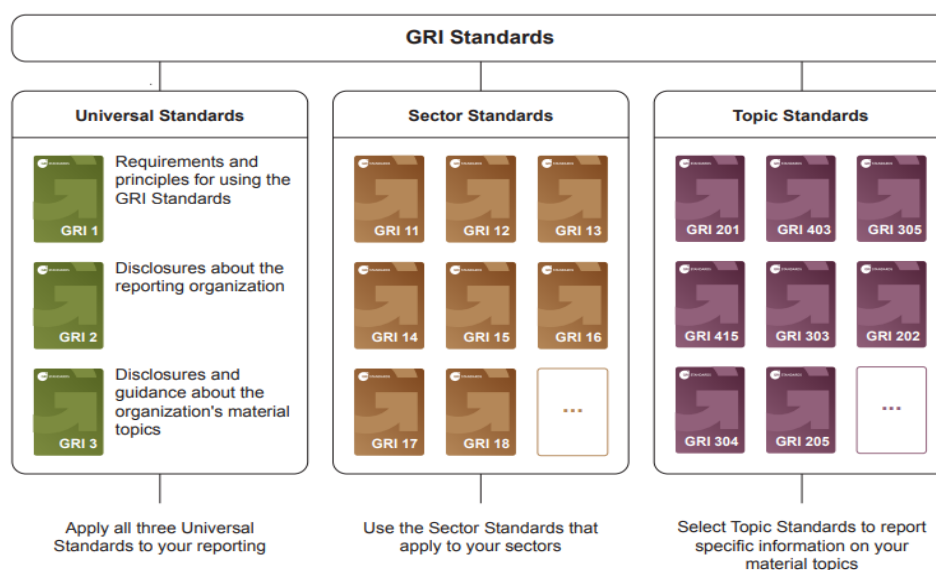 GRI Standards
Universal Standards
GRI 1
Requirements and
principles for using the
GRI Standards
GRI 2
Disclosures about the
reporting organization
GRI 3
Disclosures and
guidance about the
organization's material
topics
Apply all three Universal
Standards to your reporting
Sector Standards
GRI 11
GRI 12
GRI 13
GRI 14
GRI 15
GRI 16
GRI 17
GRI 18
...
Use the Sector Standards that
apply to your sectors
Topic Standards
GRI 201
GRI 403
GRI 305
GRI 415
GRI 303
GRI 202
GRI 304
GRI 205
...
Select Topic Standards to report
specific information on your
material topics